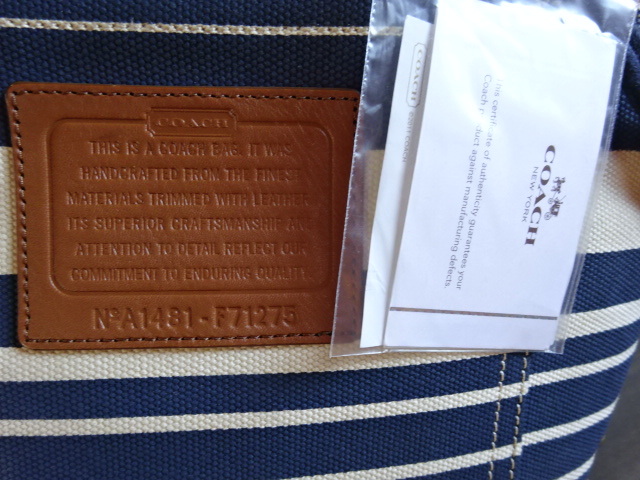 COACH
THIS IS A COACH BAG. IT WAS
HANDCRAFTED FROM THE FINEST
MATERIALS TRIMMED WITH LEATHER.
ITS SUPERIOR CRAFTSMANSHIP AND
ATTENTION TO DETAIL REFLECT OUR
COMMITMENT TO ENDURING QUALITY.
NºA1481-F71275
COACH
COACH
NEW YORK
This certificate of authenticity guarantees your
Coach product against manufacturing defects.